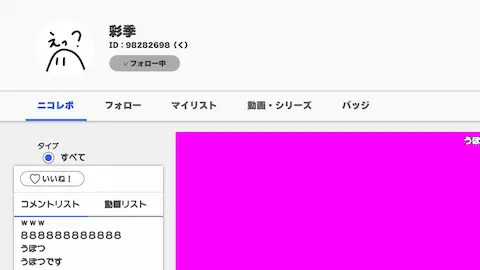 えっ?
彩季
ID：98282698（く）
✓フォロー中
ニコレポ
フォロー
マイリスト
動画・シリーズ
バッジ
タイプ
すべて
いいね！
コメントリスト
動画リスト
ｗｗｗ
８８８８８８８８８８８８
うぽつ
うぽつです
うぽ